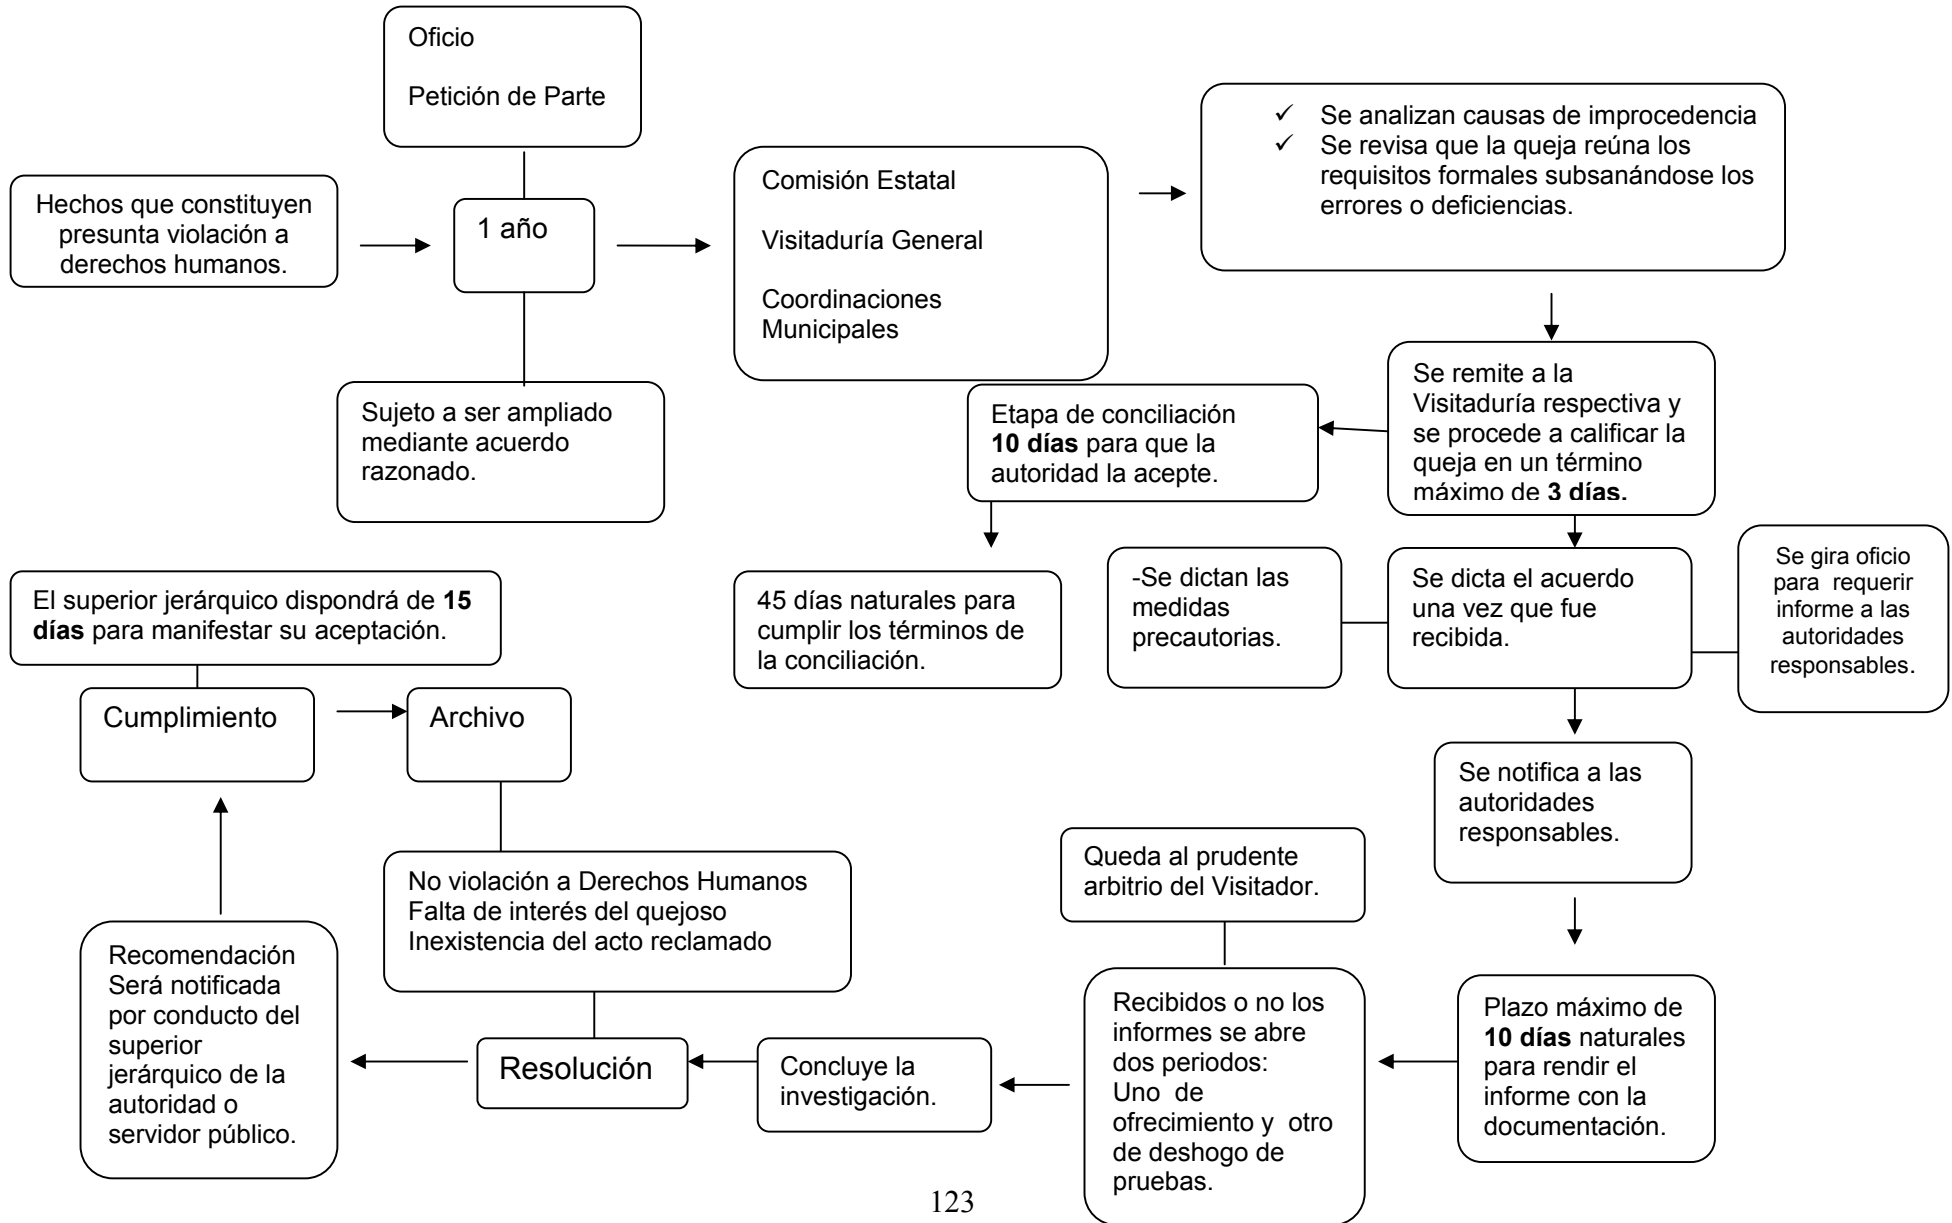 Oficio
Petición de Parte
Hechos que constituyen
presunta violación a
derechos humanos.
1 año
Sujeto a ser ampliado
mediante acuerdo
razonado.
Comisión Estatal
Visitaduría General
Coordinaciones
Municipales
✓ Se analizan causas de improcedencia
✓ Se revisa que la queja reúna los
requisitos formales subsanándose los
errores o deficiencias.
Se remite a la
Visitaduría respectiva y
se procede a calificar la
queja en un término
máximo de 3 días.
Etapa de conciliación
10 días para que la
autoridad la acepte.
45 días naturales para
cumplir los términos de
la conciliación.
-Se dictan las
medidas
precautorias.
Se dicta el acuerdo
una vez que fue
recibida.
Se gira oficio
para requerir
informe a las
autoridades
responsables.
Se notifica a las
autoridades
responsables.
Plazo máximo de
10 días naturales
para rendir el
informe con la
documentación.
Queda al prudente
arbitrio del Visitador.
Recibidos o no los
informes se abre
dos periodos:
Uno de
ofrecimiento y otro
de deshogo de
pruebas.
Concluye la
investigación.
Resolución
No violación a Derechos Humanos
Falta de interés del quejoso
Inexistencia del acto reclamado
Recomendación
Será notificada
por conducto del
superior
jerárquico de la
autoridad o
servidor público.
El superior jerárquico dispondrá de 15
días para manifestar su aceptación.
Cumplimiento
Archivo
123